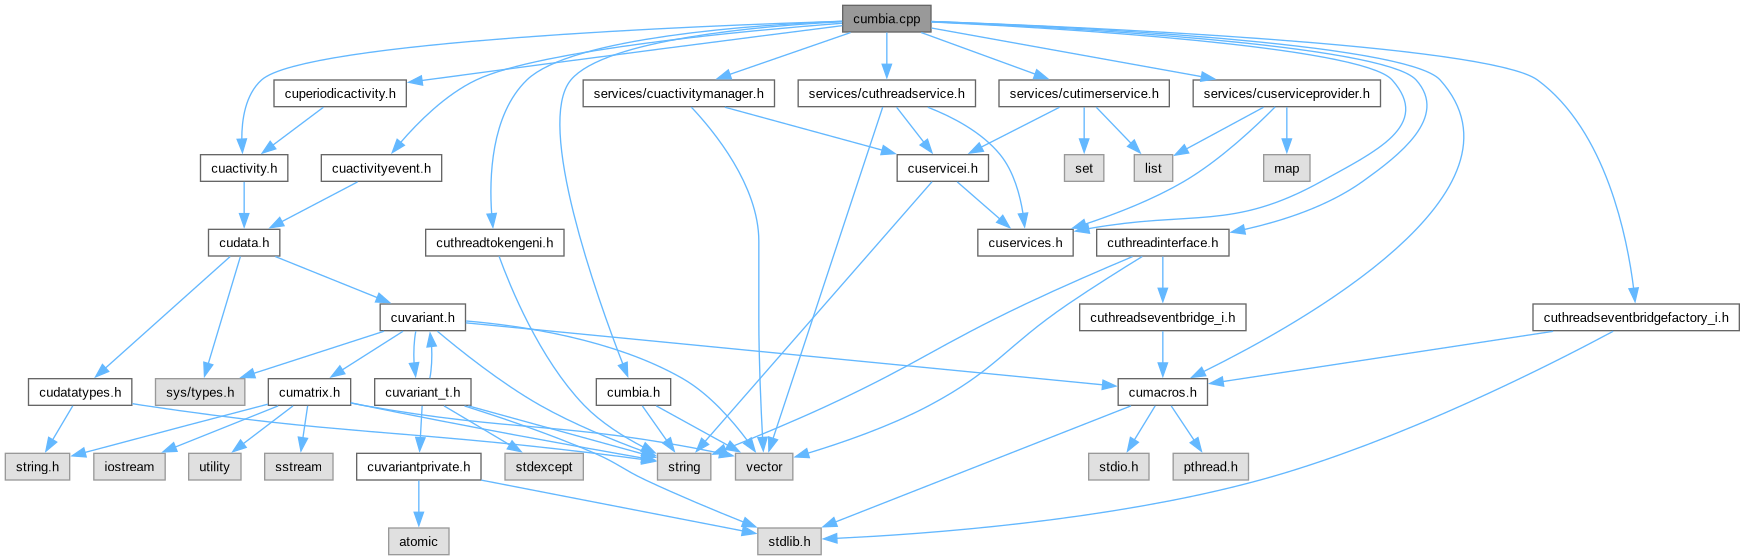 cumbia.cpp
cuperiodicactivity.h
services/cuactivitymanager.h
services/cuthreadservice.h
services/cutimerservice.h
services/cuserviceprovider.h
cuactivity.h
cuactivityevent.h
cuservicei.h
set
list
map
cudata.h
cuthreadtokengeni.h
cuservices.h
cuthreadinterface.h
cuvariant.h
cuthreadseventbridge_i.h
cuthreadseventbridgefactory_i.h
cudatatypes.h
sys/types.h
cumatrix.h
cuvariant_t.h
cumbia.h
cumacros.h
string.h
iostream
utility
sstream
cuvariantprivate.h
stdexcept
string
vector
stdio.h
pthread.h
atomic
stdlib.h